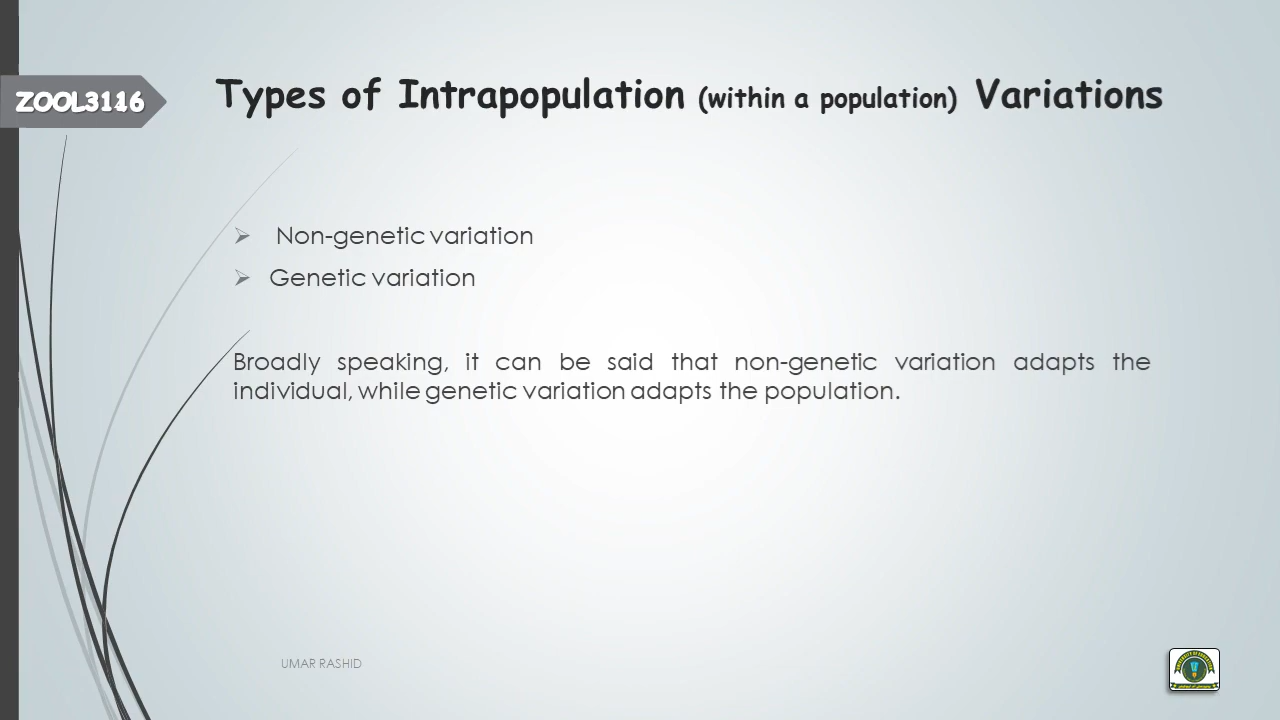 ZOOL3116
Types of Intrapopulation (within a population) Variations
Non-genetic variation
Genetic variation
Broadly speaking, it can be said that non-genetic variation adapts the
individual, while genetic variation adapts the population.
UMAR RASHID